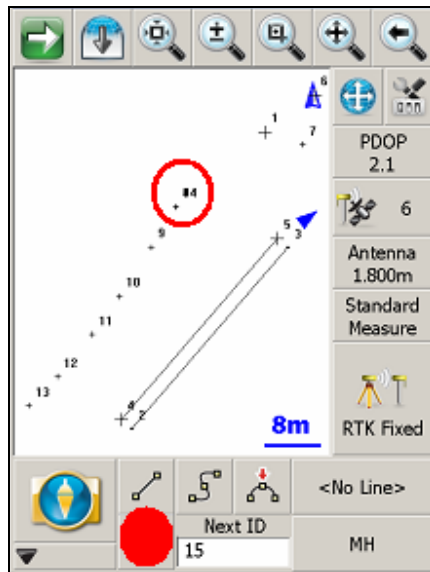 6
1
7
PDOP
2.1
6
5
3
9
Antenna
1.800m
Standard
Measure
10
11
12
13
4
2
8m
RTK Fixed
<No Line>
Next ID
15
MH